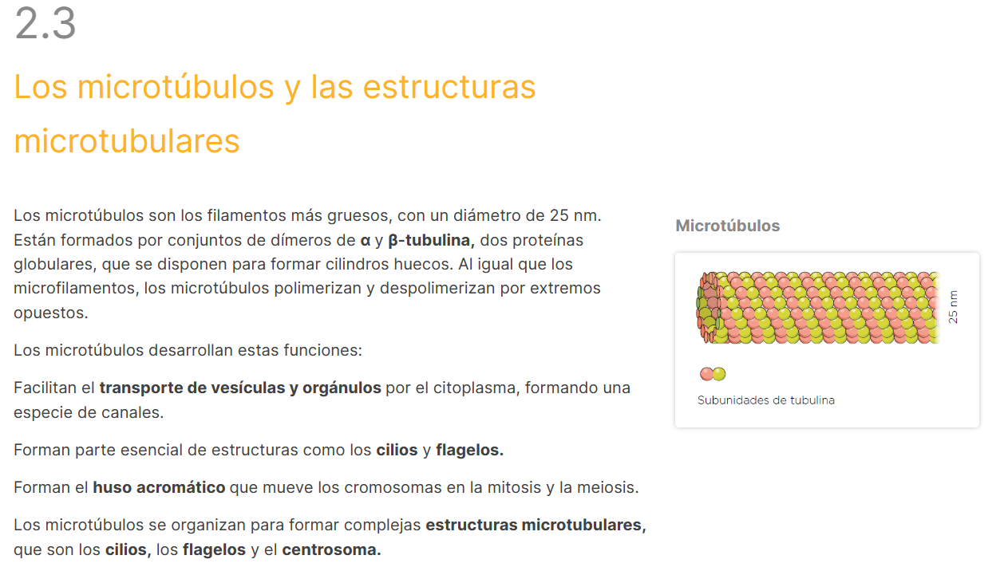 2.3
Los microtúbulos y las estructuras
microtubulares
Los microtúbulos son los filamentos más gruesos, con un diámetro de 25 nm.
Están formados por conjuntos de dímeros de α y β-tubulina, dos proteínas
globulares, que se disponen para formar cilindros huecos. Al igual que los
microfilamentos, los microtúbulos polimerizan y despolimerizan por extremos
opuestos.
Los microtúbulos desarrollan estas funciones:
Facilitan el transporte de vesículas y orgánulos por el citoplasma, formando una
especie de canales.
Forman parte esencial de estructuras como los cilios y flagelos.
Forman el huso acromático que mueve los cromosomas en la mitosis y la meiosis.
Los microtúbulos se organizan para formar complejas estructuras microtubulares,
que son los cilios, los flagelos y el centrosoma.
Microtúbulos
25 nm
Subunidades de tubulina